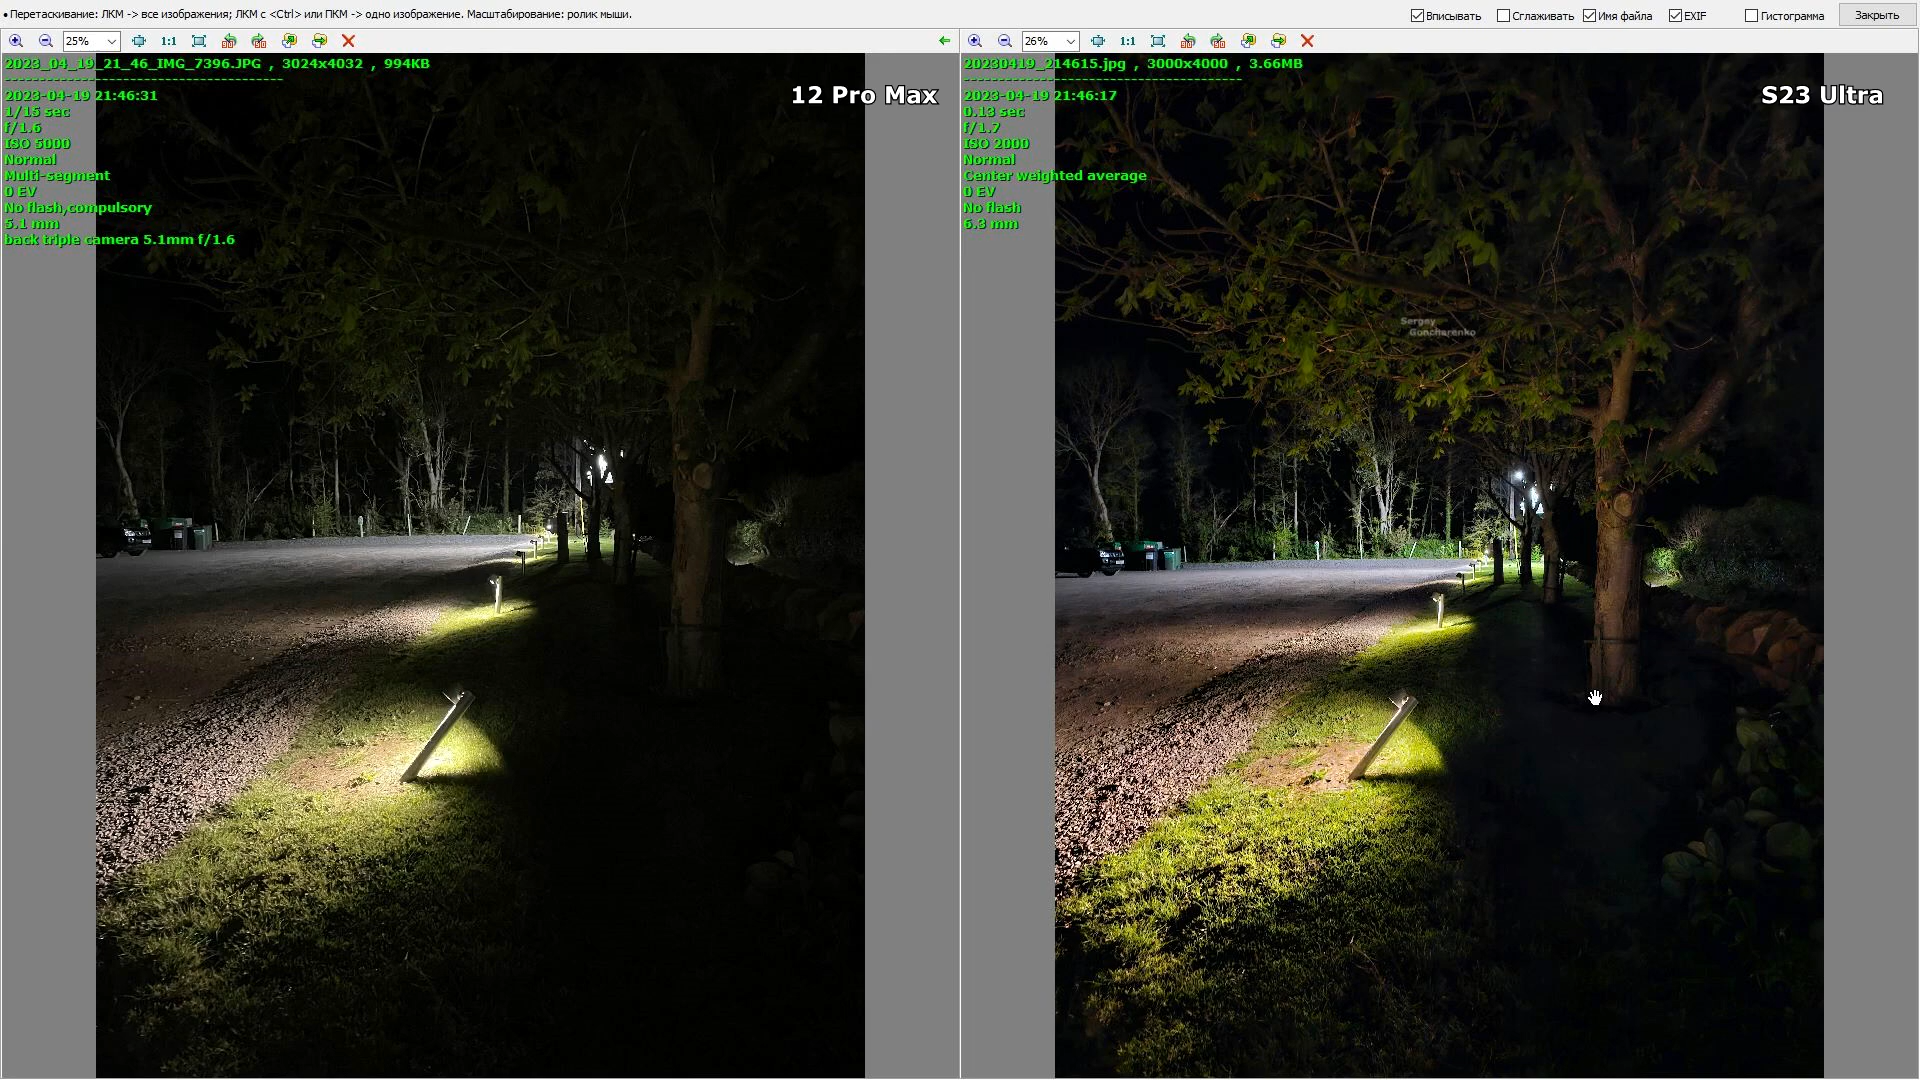 •Перетаскивание: ЛКМ -> все изображения; ЛКМ с <Ctrl> или ПКМ -> одно изображение. Масштабирование: ролик мыши.
Вписывать Сглаживать Имя файла EXIF Гистограмма Закрыть
25% 1:1
26% 1:1
2023_04_19_21_46_IMG_7396.JPG , 3024x4032 , 994KB
----------------------------------------
2023-04-19 21:46:31
12 Pro Max
1/15 sec
f/1.6
ISO 5000
Normal
Multi-segment
0 EV
No flash,compulsory
5.1 mm
back triple camera 5.1mm f/1.6
20230419_214615.jpg , 3000x4000 , 3.66MB
----------------------------------------
2023-04-19 21:46:17
S23 Ultra
0.13 sec
f/1.7
ISO 2000
Normal
Center weighted average
0 EV
No flash
6.3 mm
Sergey
Goncharenko